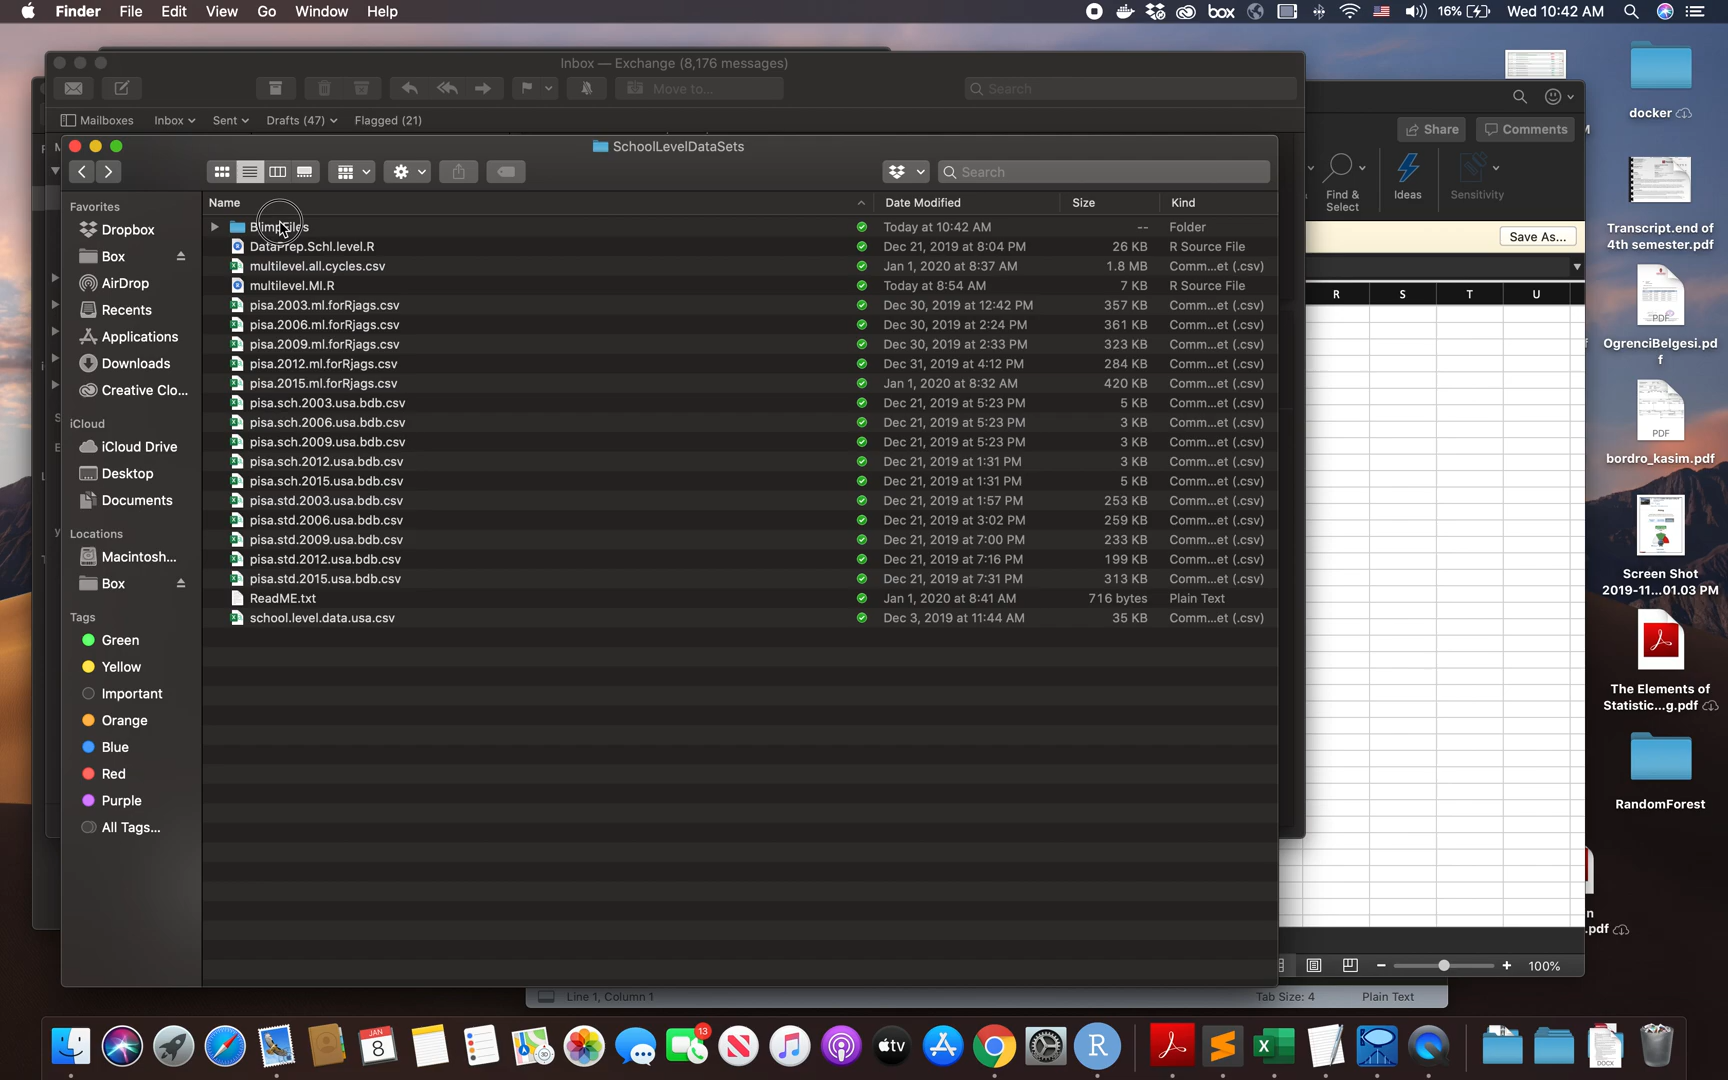 Finder File Edit View Go Window Help
box 16% Wed 10:42 AM
Inbox — Exchange (8,176 messages)
Move to... Search
Mailboxes Inbox Sent Drafts (47) Flagged (21)
SchoolLevelDataSets
Search
Name Date Modified Size Kind
Today at 10:42 AM -- Folder
DataPrep.Schl.level.R Dec 21, 2019 at 8:04 PM 26 KB R Source File
multilevel.all.cycles.csv Jan 1, 2020 at 8:37 AM 1.8 MB Comm...et (.csv)
multilevel.MI.R Today at 8:54 AM 7 KB R Source File
pisa.2003.ml.forRjags.csv Dec 30, 2019 at 12:42 PM 357 KB Comm...et (.csv)
pisa.2006.ml.forRjags.csv Dec 30, 2019 at 2:24 PM 361 KB Comm...et (.csv)
pisa.2009.ml.forRjags.csv Dec 30, 2019 at 2:33 PM 323 KB Comm...et (.csv)
pisa.2012.ml.forRjags.csv Dec 31, 2019 at 4:12 PM 284 KB Comm...et (.csv)
pisa.2015.ml.forRjags.csv Jan 1, 2020 at 8:32 AM 420 KB Comm...et (.csv)
pisa.sch.2003.usa.bdb.csv Dec 21, 2019 at 5:23 PM 5 KB Comm...et (.csv)
pisa.sch.2006.usa.bdb.csv Dec 21, 2019 at 5:23 PM 3 KB Comm...et (.csv)
pisa.sch.2009.usa.bdb.csv Dec 21, 2019 at 5:23 PM 3 KB Comm...et (.csv)
pisa.sch.2012.usa.bdb.csv Dec 21, 2019 at 1:31 PM 3 KB Comm...et (.csv)
pisa.sch.2015.usa.bdb.csv Dec 21, 2019 at 1:31 PM 5 KB Comm...et (.csv)
pisa.std.2003.usa.bdb.csv Dec 21, 2019 at 1:57 PM 253 KB Comm...et (.csv)
pisa.std.2006.usa.bdb.csv Dec 21, 2019 at 3:02 PM 259 KB Comm...et (.csv)
pisa.std.2009.usa.bdb.csv Dec 21, 2019 at 7:00 PM 233 KB Comm...et (.csv)
pisa.std.2012.usa.bdb.csv Dec 21, 2019 at 7:16 PM 199 KB Comm...et (.csv)
pisa.std.2015.usa.bdb.csv Dec 21, 2019 at 7:31 PM 313 KB Comm...et (.csv)
ReadME.txt Jan 1, 2020 at 8:41 AM 716 bytes Plain Text
school.level.data.usa.csv Dec 3, 2019 at 11:44 AM 35 KB Comm...et (.csv)
Favorites
Dropbox
Box
AirDrop
Recents
Applications
Downloads
Creative Clo...
iCloud
iCloud Drive
Desktop
Documents
Locations
Macintosh...
Box
Tags
Green
Yellow
Important
Orange
Blue
Red
Purple
All Tags...
Share Comments
Find &
Select
Ideas
Sensitivity
Save As...
R S T U
100%
Line 1, Column 1 Tab Size: 4 Plain Text
docker
Transcript.end of
4th semester.pdf
PDF
OgrenciBelgesi.pd
f
PDF
bordro_kasim.pdf
Screen Shot
2019-11...01.03 PM
The Elements of
Statistic...g.pdf
RandomForest
n
.pdf
JAN
8
13
30
tv
R
X
DOCX